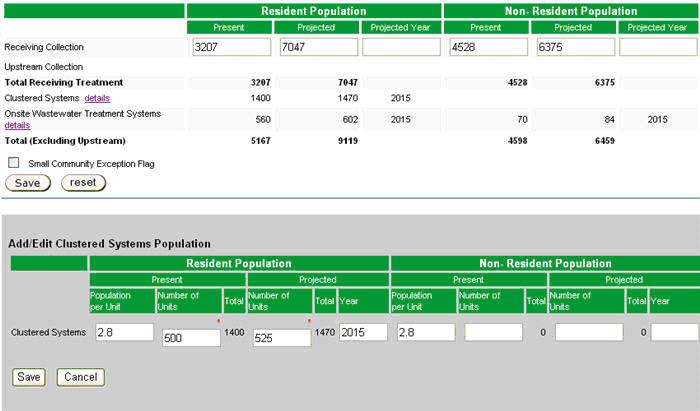 Resident Population Non- Resident Population
Present Projected Projected Year Present Projected Projected Year
Receiving Collection 3207 7047 4528 6375
Upstream Collection
Total Receiving Treatment 3207 7047 4528 6375
Clustered Systems details 1400 1470 2015
Onsite Wastewater Treatment Systems
details 560 602 2015 70 84 2015
Total (Excluding Upstream) 5167 9119 4598 6459
Small Community Exception Flag
Save reset
Add/Edit Clustered Systems Population
Resident Population Non- Resident Population
Present Projected Present Projected
Population per Unit Number of Units Total Number of Units Total Year Population per Unit Number of Units Total Number of Units Total Year
* *
Clustered Systems 2.8 500 1400 525 1470 2015 2.8 0 0
Save Cancel